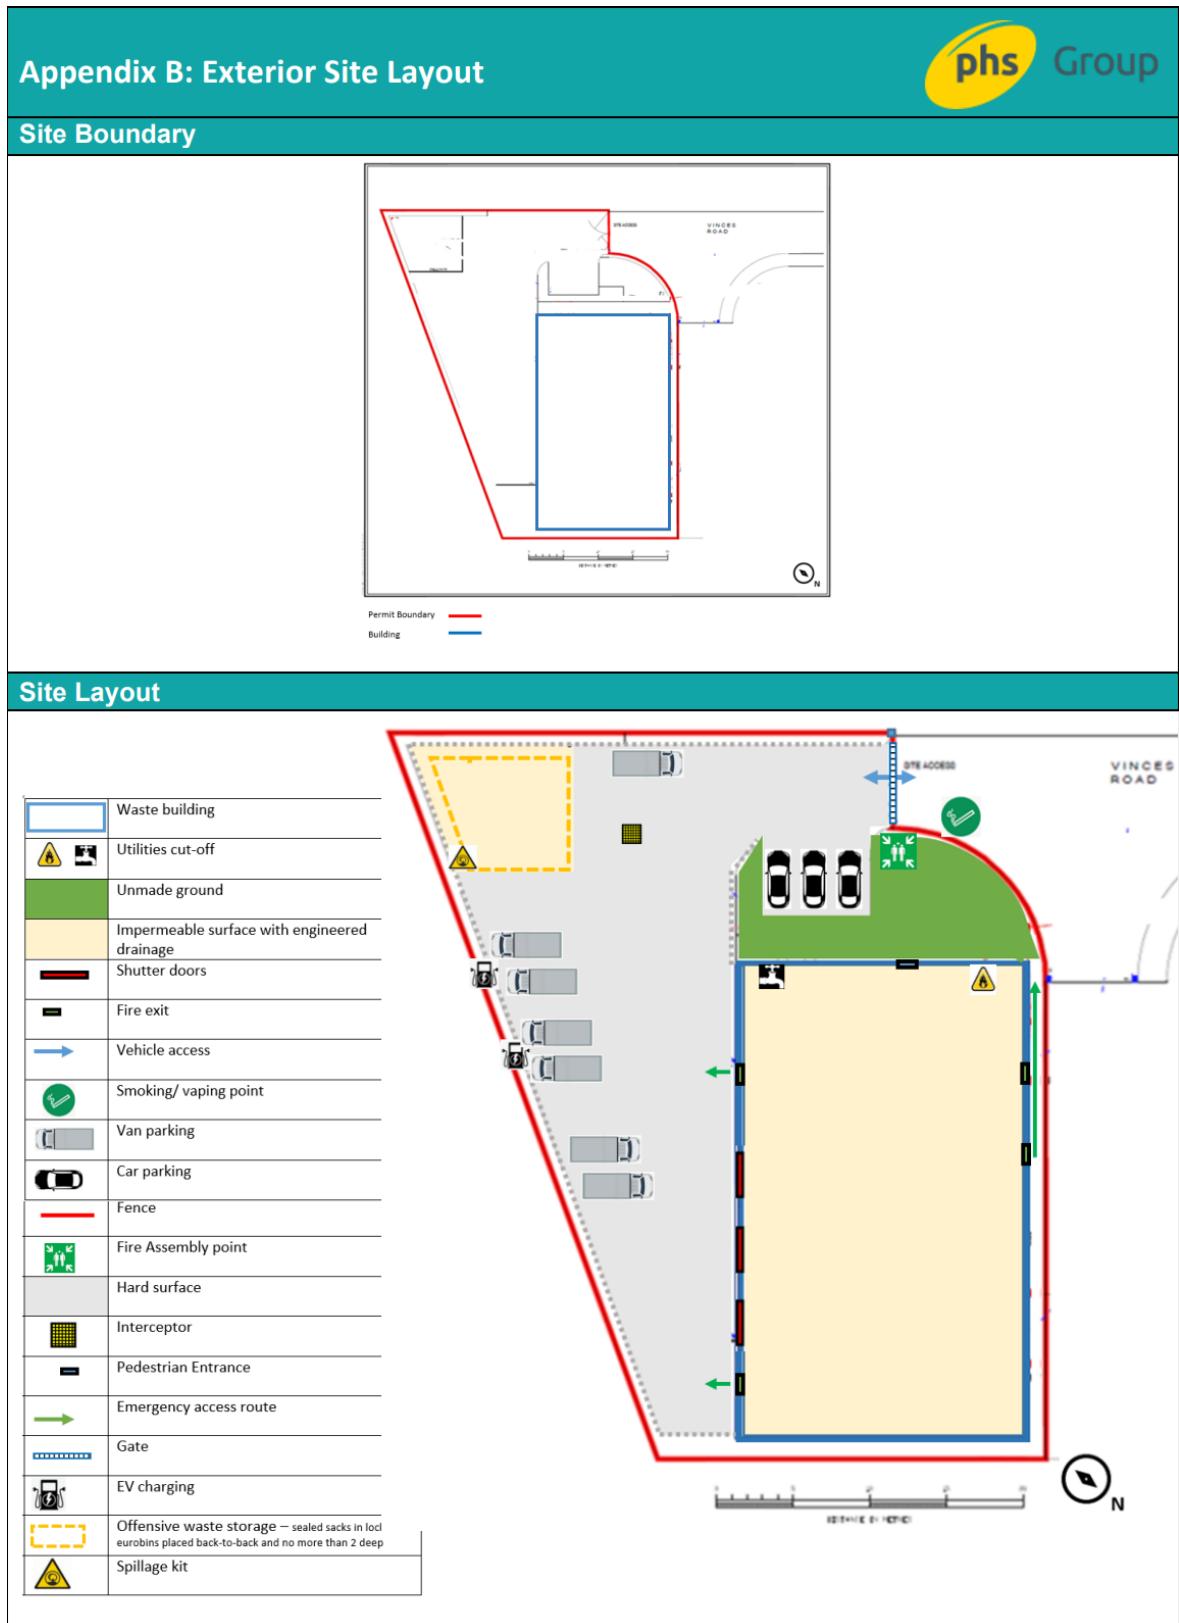 Appendix B: Exterior Site Layout
phs Group
Site Boundary
SITE ACCESS
VINCES
ROAD
N
Permit Boundary
Building
Site Layout
SITE ACCESS
VINCES
ROAD
Waste building
Utilities cut-off
Unmade ground
Impermeable surface with engineered
drainage
Shutter doors
Fire exit
Vehicle access
Smoking/ vaping point
Van parking
Car parking
Fence
Fire Assembly point
Hard surface
Interceptor
Pedestrian Entrance
Emergency access route
Gate
EV charging
Offensive waste storage – sealed sacks in locl
eurobins placed back-to-back and no more than 2 deep
Spillage kit
N